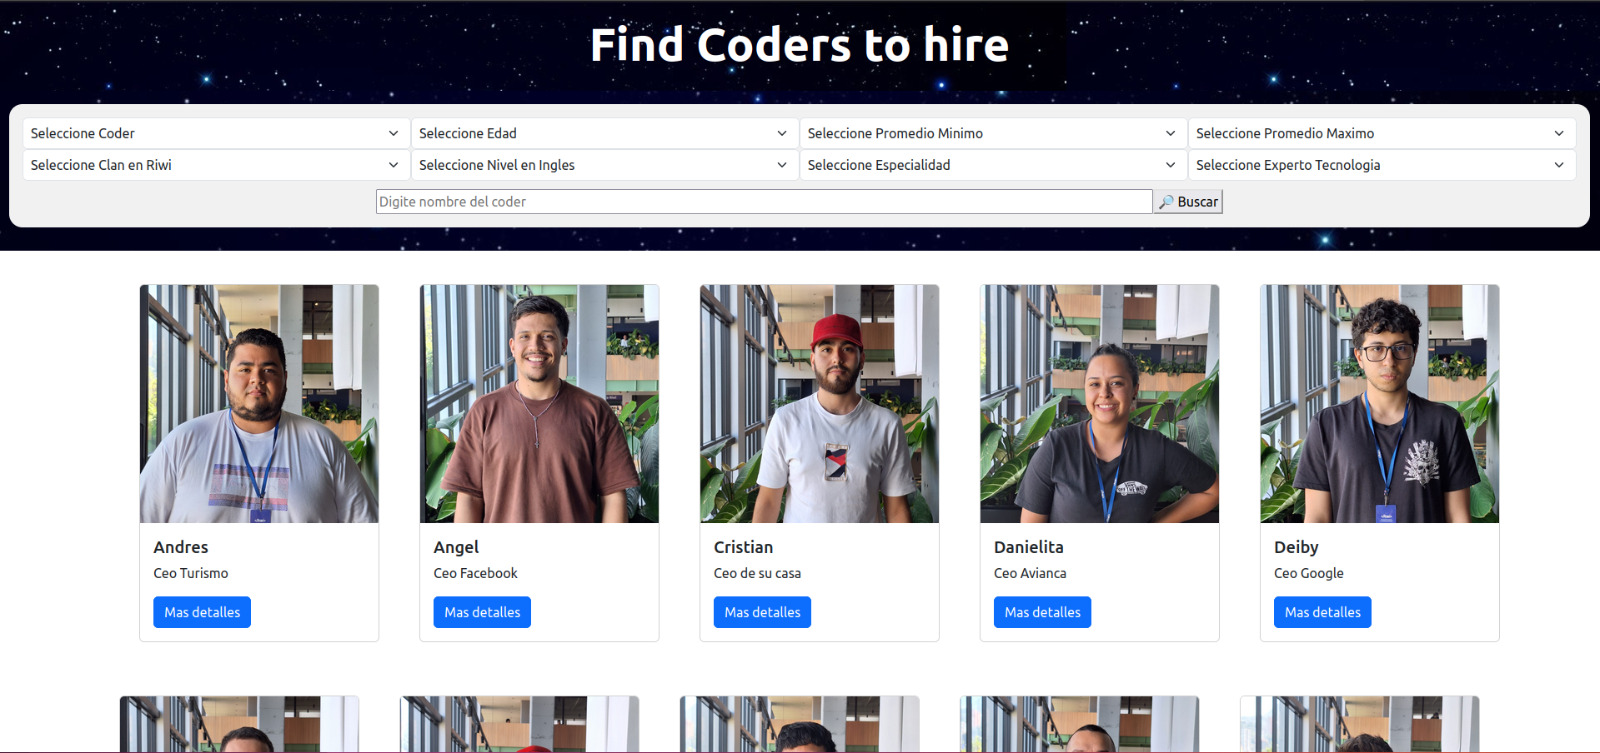 Find Coders to hire
Seleccione Coder
Seleccione Edad
Seleccione Promedio Minimo
Seleccione Promedio Maximo
Seleccione Clan en Riwi
Seleccione Nivel en Ingles
Seleccione Especialidad
Seleccione Experto Tecnologia
Digite nombre del coder
🔎 Buscar
Andres
Ceo Turismo
Mas detalles
Angel
Ceo Facebook
Mas detalles
Cristian
Ceo de su casa
Mas detalles
Danielita
Ceo Avianca
Mas detalles
Deiby
Ceo Google
Mas detalles